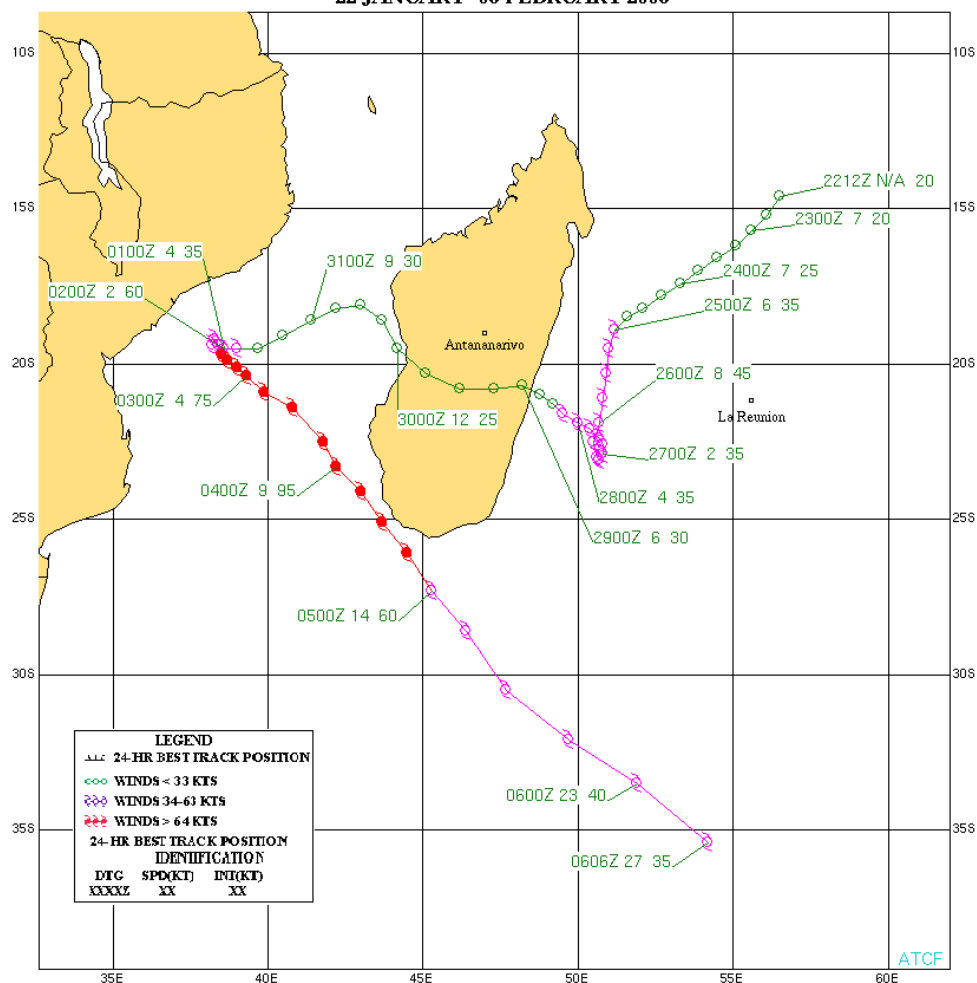 10S
10S
2212Z N/A 20
15S
15S
2300Z 7 20
0100Z 4 35
3100Z 9 30
2400Z 7 25
0200Z 2 60
2500Z 6 35
Antananarivo
20S
20S
2600Z 8 45
0300Z 4 75
3000Z 12 25
La Reunion
2700Z 2 35
0400Z 9 95
2800Z 4 35
25S
25S
2900Z 6 30
0500Z 14 60
30S
30S
LEGEND
24-HR BEST TRACK POSITION
WINDS < 33 KTS
WINDS 34-63 KTS
WINDS > 64 KTS
24-HR BEST TRACK POSITION
IDENTIFICATION
DTG SPD(KT) INT(KT)
XXXXZ XX XX
0600Z 23 40
35S
35S
0606Z 27 35
ATCF
35E
40E
45E
50E
55E
60E